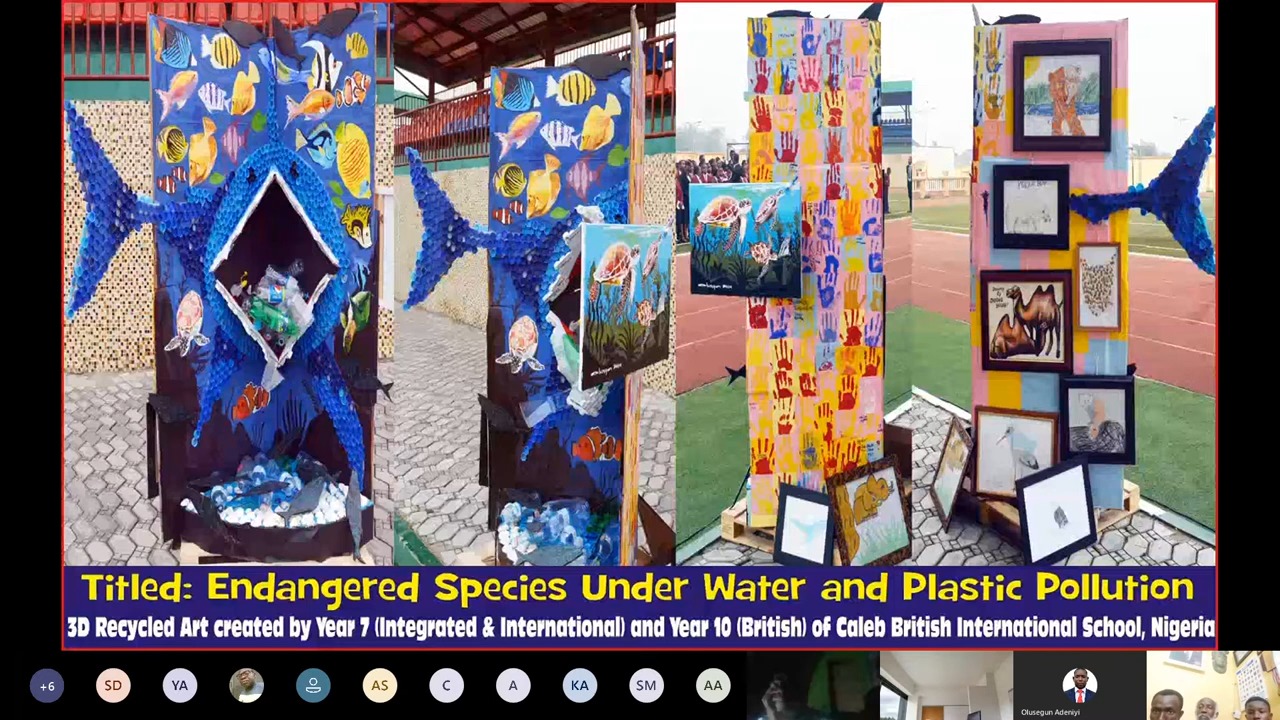 Titled: Endangered Species Under Water and Plastic Pollution
3D Recycled Art created by Year 7 (Integrated & International) and Year 10 (British) of Caleb British International School, Nigeria
+6
SD
YA
AS
C
A
KA
SM
AA
Olusegun Adeniyi